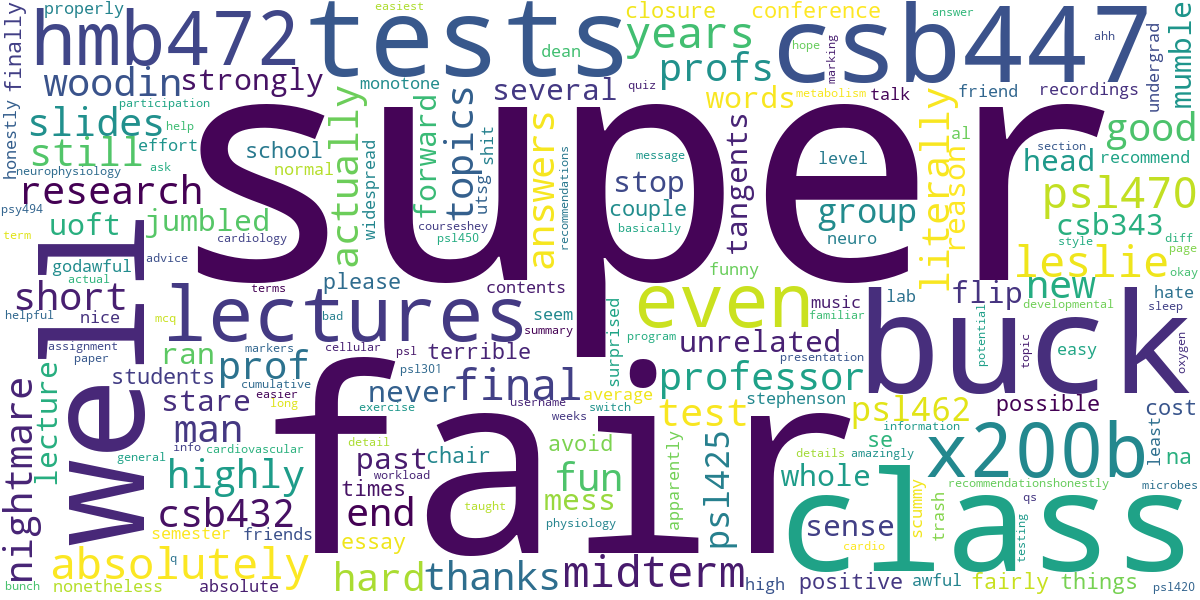 super
fair
class
buck
well
tests
csb447
hmb472
lectures
even
x200b
final
midterm
absolutely
professor
prof
test
psl470
leslie
answers
literally
actually
topics
years
profs
words
several
strongly
woodin
slides
still
research
jumbled
uoft
short
nightmare
highly
man
csb432
end
past
hard
thanks
fun
mess
psl425
psl462
whole
sense
group
head
csb343
good
new
flip
unrelated
tangents
stop
forward
reason
mumble
lecture
never
stare
ran
students
school
effort
please
terrible
couple
closure
conference
properly
easiest
monotone
dean
quiz
hope
marking
metabolism
talk
answer
ahh
friend
recordings
undergrad
al
section
recommend
honestly
finally
participation
help
neurophysiology
ask
psy494
term
godawful
advice
actual
nice
helpful
assignment
paper
mcq
normal
cardiology
widespread
utsg
shit
recommendations
courseshey
psl450
contents
terms
bad
summary
seem
surprised
message
basically
level
neuro
funny
music
familiar
lab
program
presentation
potential
developmental
topic
easy
style
diff
page
okay
hate
sleep
oxygen
possible
cost
least
na
microbes
stephenson
average
information
se
amazingly
details
recommendationshonestly
qs
testing
scummy
trash
cardio
high
positive
awful
fairly
things
psl420
apparently
avoid
chair
times
essay
workload
detail
exercise
username
weeks
switch
taught
physiology
psl301
psl
cellular
markers
cumulative
easier
long
info
general
cardiovascular
semester
friends
q
absolute
nonetheless
bunch